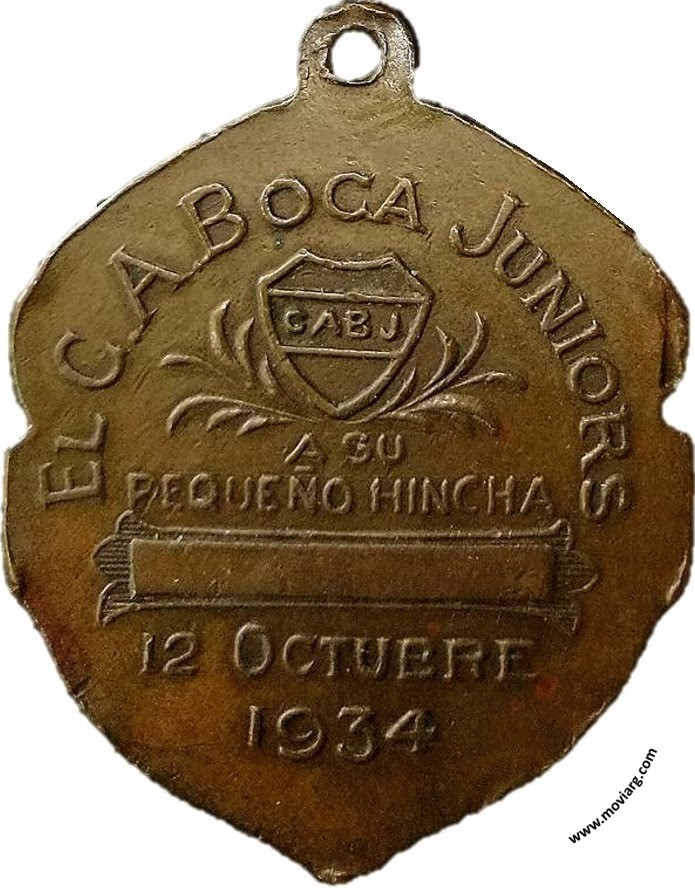 EL C.A. BOCA JUNIORS
CABJ
A SU
PEQUEÑO HINCHA
12 OCTUBRE
1934
www.moviarg.com